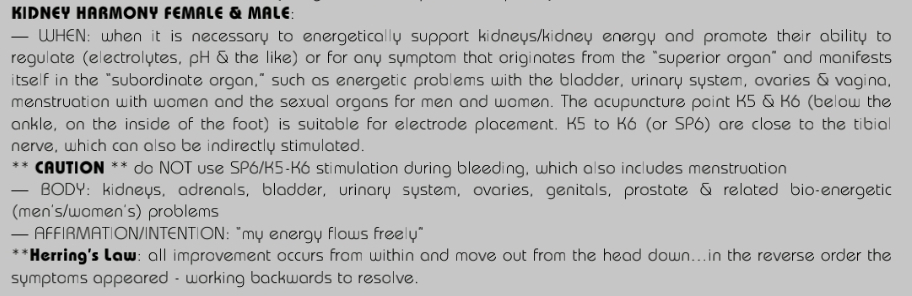 KIDNEY HARMONY FEMALE & MALE:
— WHEN: when it is necessary to energetically support kidneys/kidney energy and promote their ability to
regulate (electrolytes, pH & the like) or for any symptom that originates from the "superior organ" and manifests
itself in the "subordinate organ," such as energetic problems with the bladder, urinary system, ovaries & vagina,
menstruation with women and the sexual organs for men and women. The acupuncture point K5 & K6 (below the
ankle, on the inside of the foot) is suitable for electrode placement. K5 to K6 (or SP6) are close to the tibial
nerve, which can also be indirectly stimulated.
** CAUTION ** do NOT use SP6/K5-K6 stimulation during bleeding, which also includes menstruation
— BODY: kidneys, adrenals, bladder, urinary system, ovaries, genitals, prostate & related bio-energetic
(men's/women's) problems
— AFFIRMATION/INTENTION: "my energy flows freely"
**Herring's Law: all improvement occurs from within and move out from the head down...in the reverse order the
symptoms appeared - working backwards to resolve.